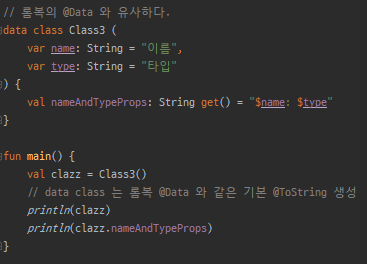 // 롬복의 @Data 와 유사하다.
data class Class3 (
    var name: String = "이름",
    var type: String = "타입"
) {
    val nameAndTypeProps: String get() = "$name: $type"
}
fun main() {
    val clazz = Class3()
    // data class 는 롬복 @Data 와 같은 기본 @ToString 생성
    println(clazz)
    println(clazz.nameAndTypeProps)
}